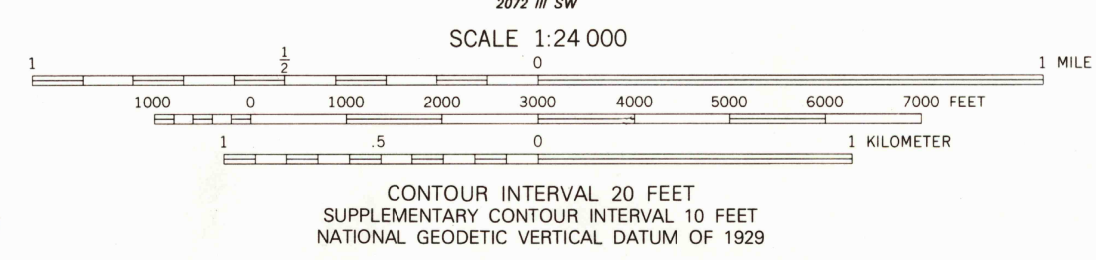 2072 III SW
SCALE 1:24 000
1 1/2 0 1 MILE
1000 0 1000 2000 3000 4000 5000 6000 7000 FEET
1 .5 0 1 KILOMETER
CONTOUR INTERVAL 20 FEET
SUPPLEMENTARY CONTOUR INTERVAL 10 FEET
NATIONAL GEODETIC VERTICAL DATUM OF 1929